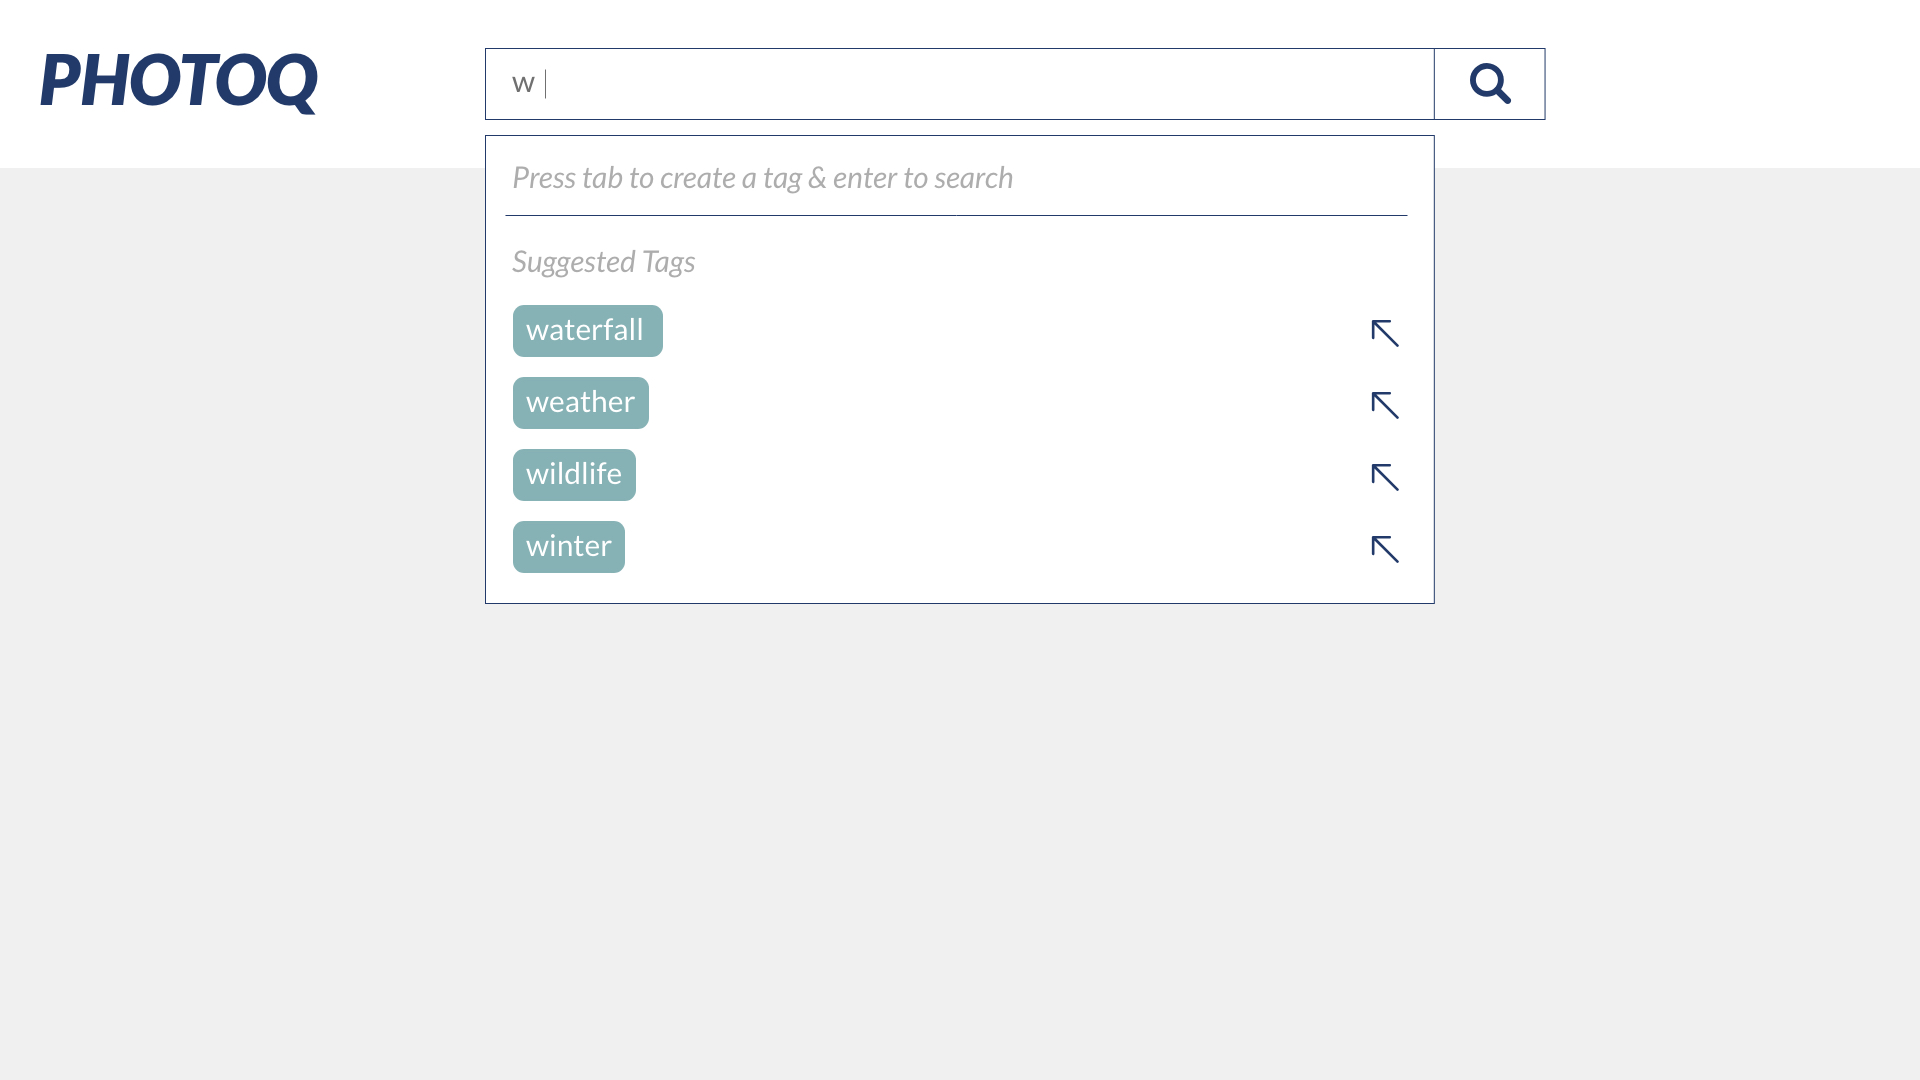 PHOTOQ
w
Press tab to create a tag & enter to search
Suggested Tags
waterfall
weather
wildlife
winter